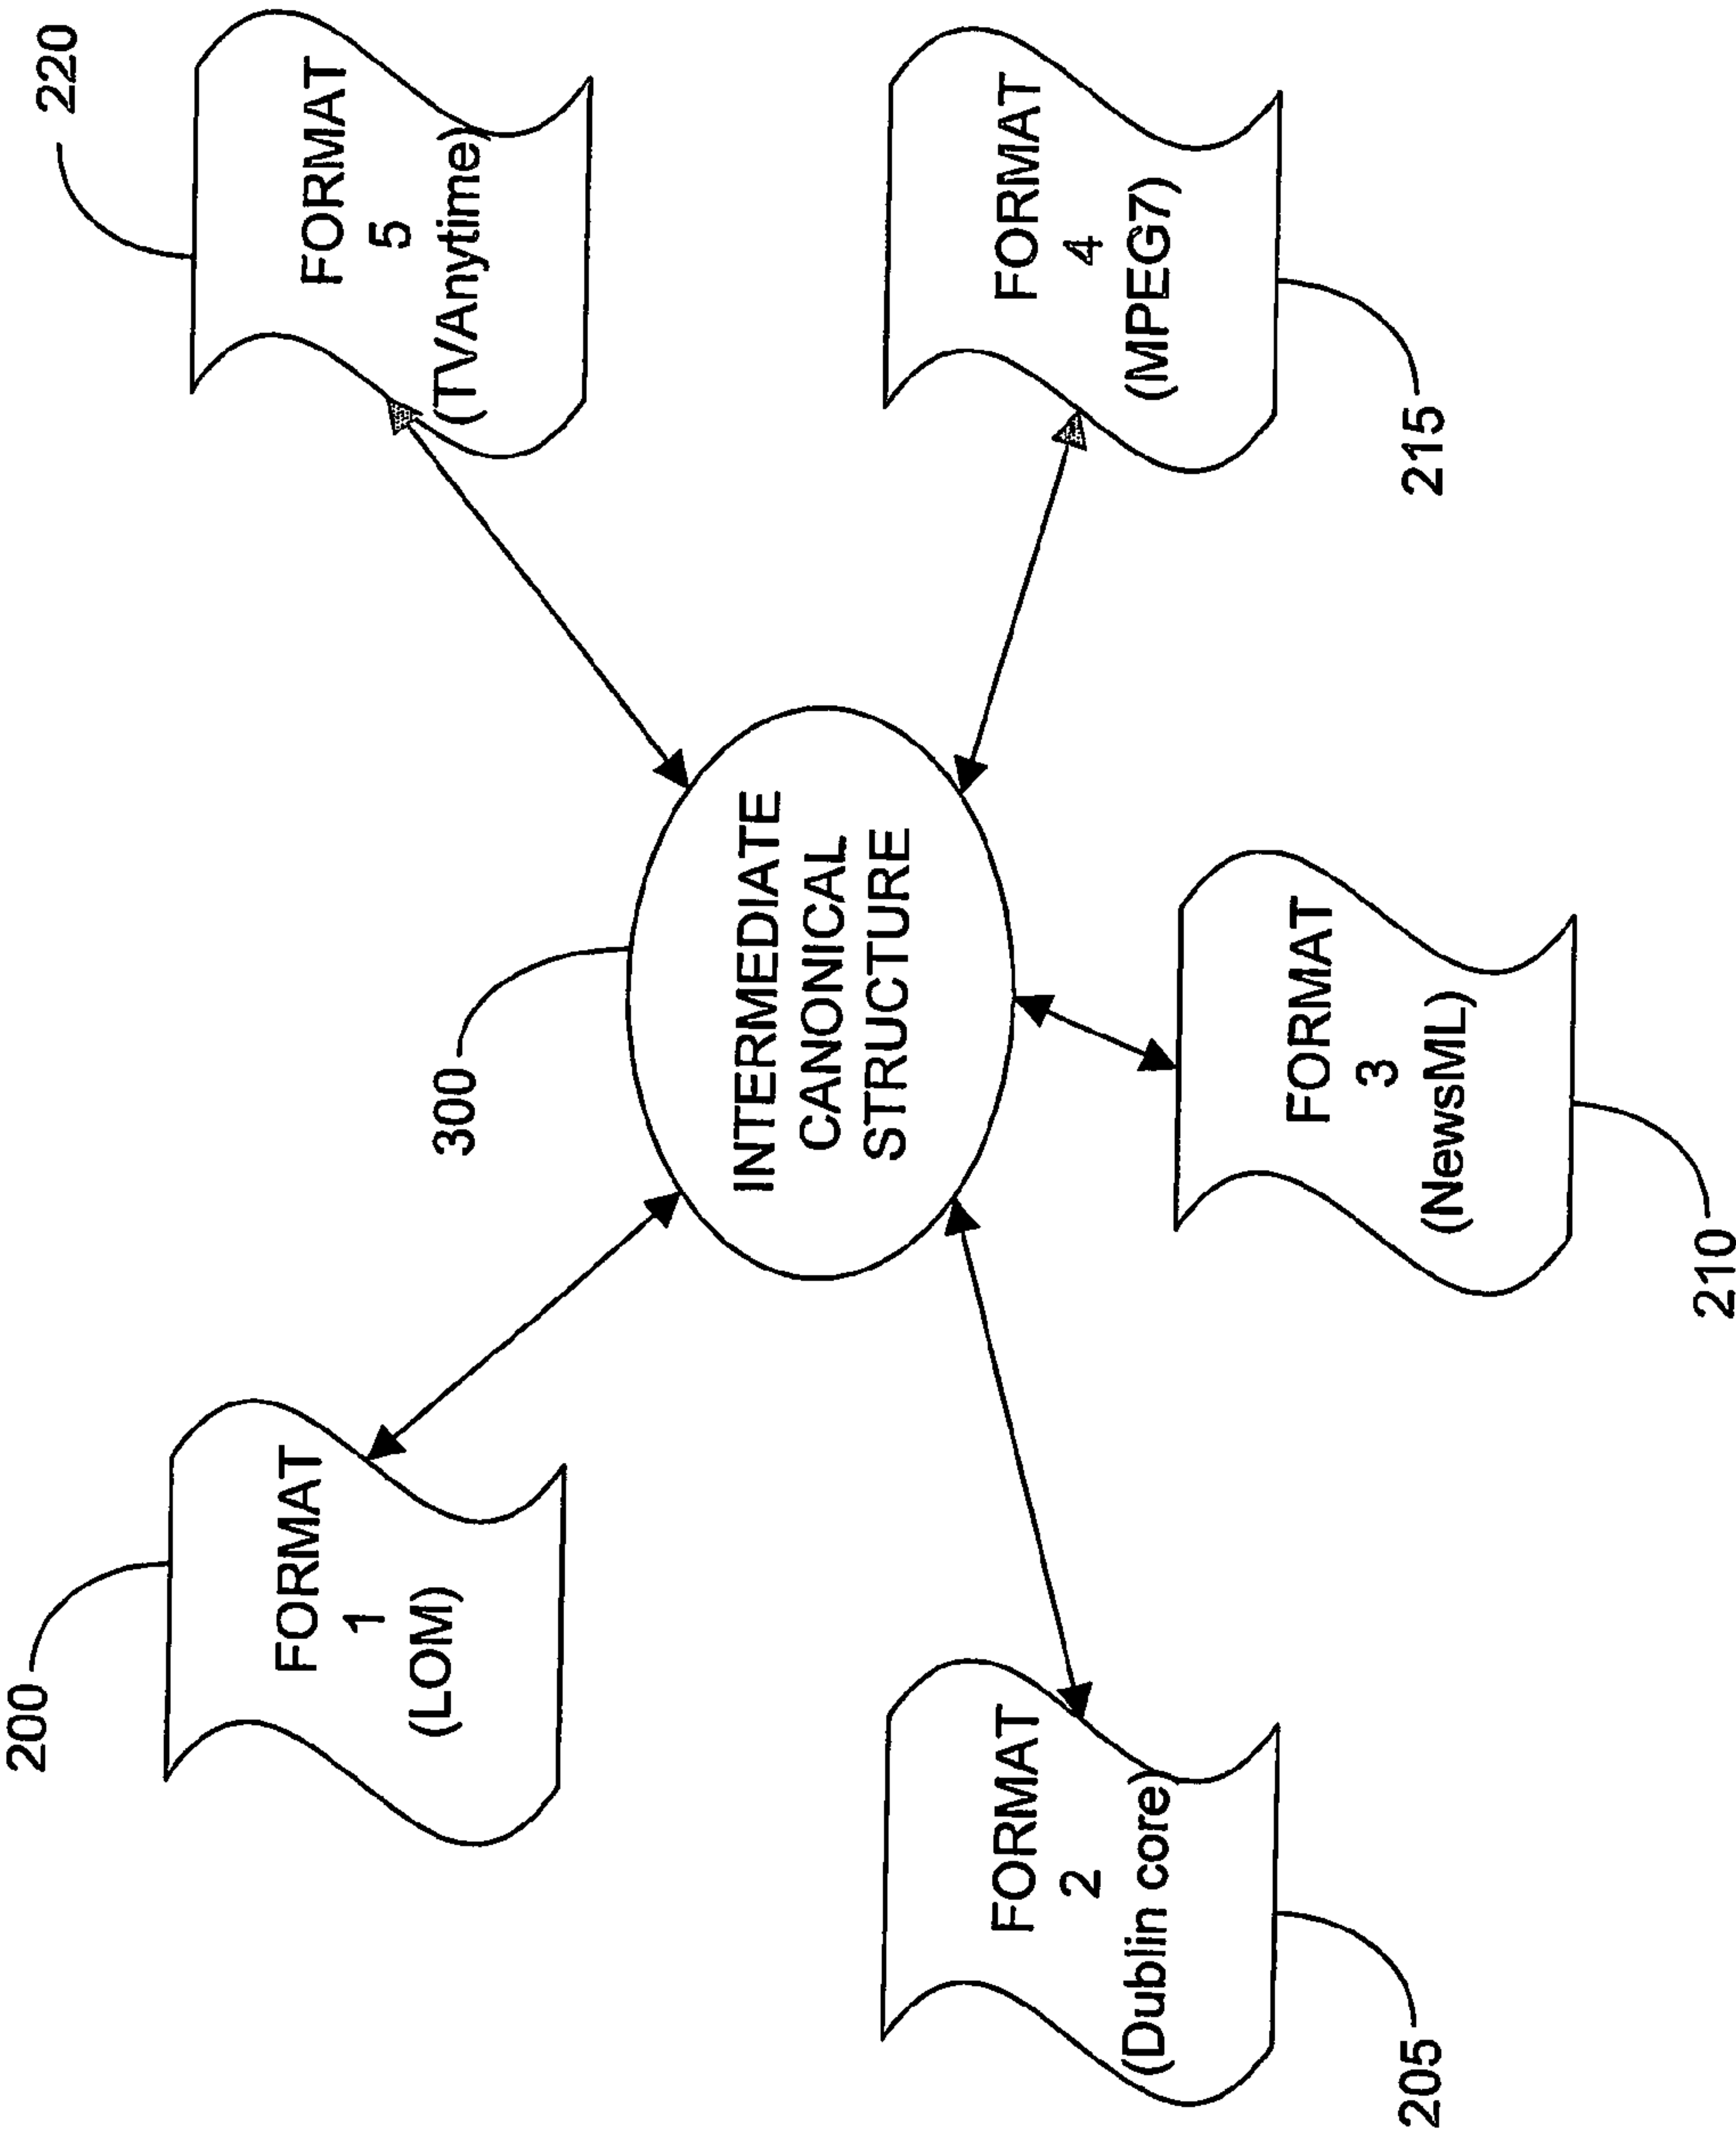 200
FORMAT
1
(LOM)
220
FORMAT
5
(TVAnytime)
300
INTERMEDIATE
CANONICAL
STRUCTURE
FORMAT
2
(Dublin core)
205
FORMAT
3
(NewsML)
210
FORMAT
4
(MPEG7)
215